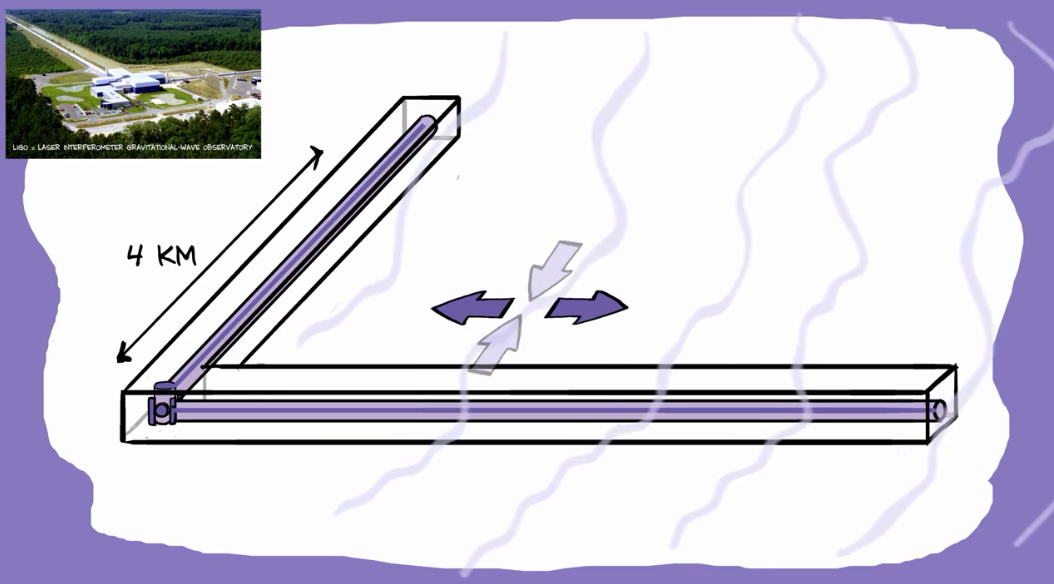 LIGO = LASER INTERFEROMETER GRAVITATIONAL-WAVE OBSERVATORY
4 KM